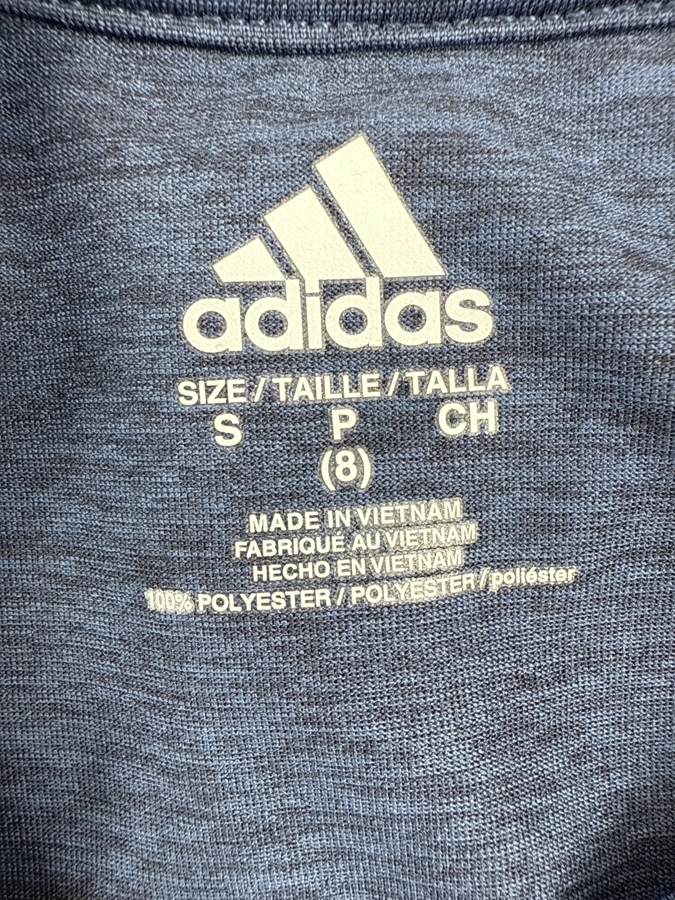 adidas
SIZE / TAILLE / TALLA
S P CH
(8)
MADE IN VIETNAM
FABRIQUÉ AU VIETNAM
HECHO EN VIETNAM
100% POLYESTER / POLYESTER / poliéster